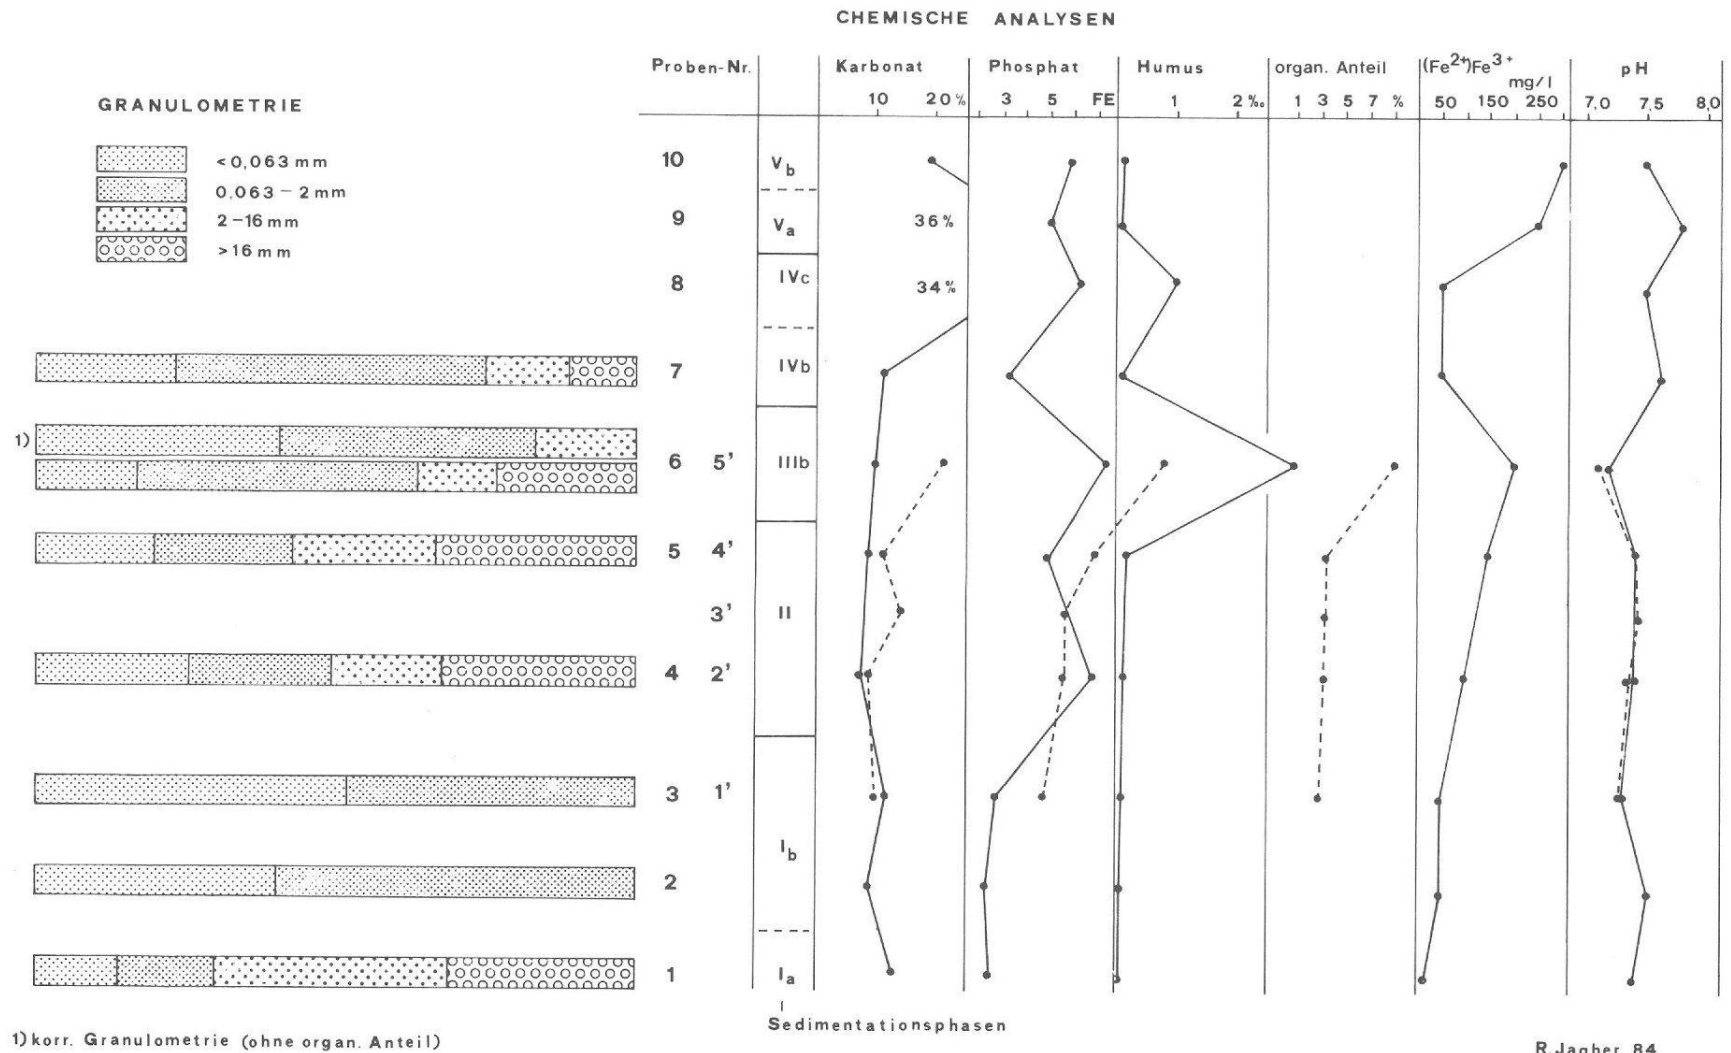 CHEMISCHE ANALYSEN
Proben-Nr. Karbonat Phosphat Humus organ. Anteil (Fe2+)Fe3+ mg/l pH
10 20% 3 5 FE 1 2‰ 1 3 5 7 % 50 150 250 7,0 7,5 8,0
GRANULOMETRIE
<0,063 mm
0,063 – 2 mm
2 – 16 mm
>16 mm
10 Vb
9 Va 36%
8 IVc 34%
7 IVb
1) 6 5' IIIb
5 4'
3' II
4 2'
3 1'
Ib
2
1 Ia
Sedimentationsphasen
1) korr. Granulometrie (ohne organ. Anteil)
R.Jagher 84